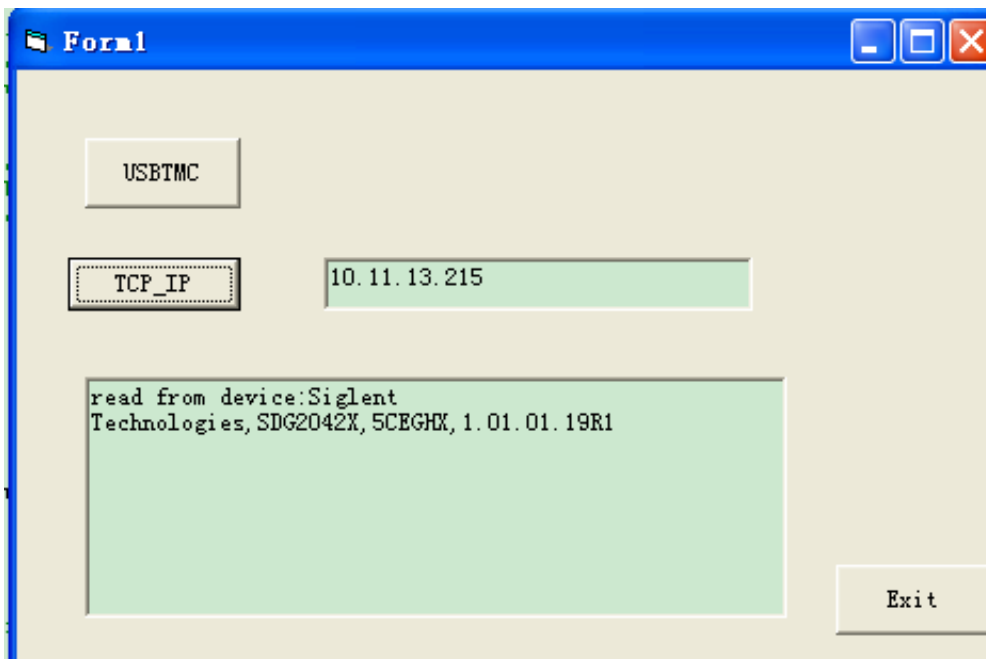 Form1
USBTMC
TCP_IP
10.11.13.215
read from device:Siglent
Technologies,SDG2042X,5CEGHX,1.01.01.19R1
Exit